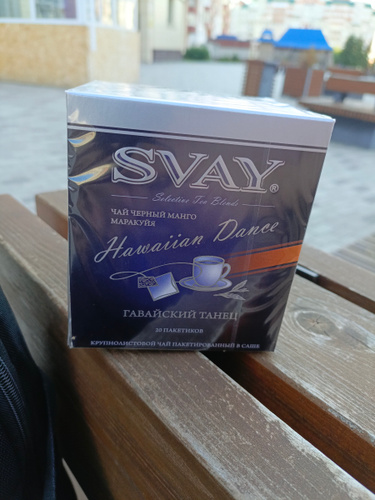 SVAY®
Selective Tea Blends
ЧАЙ ЧЕРНЫЙ МАНГО
МАРАКУЙЯ
Hawaiian Dance
ГАВАЙСКИЙ ТАНЕЦ
20 ПАКЕТИКОВ
КРУПНОЛИСТОВОЙ ЧАЙ ПАКЕТИРОВАННЫЙ В САШЕ